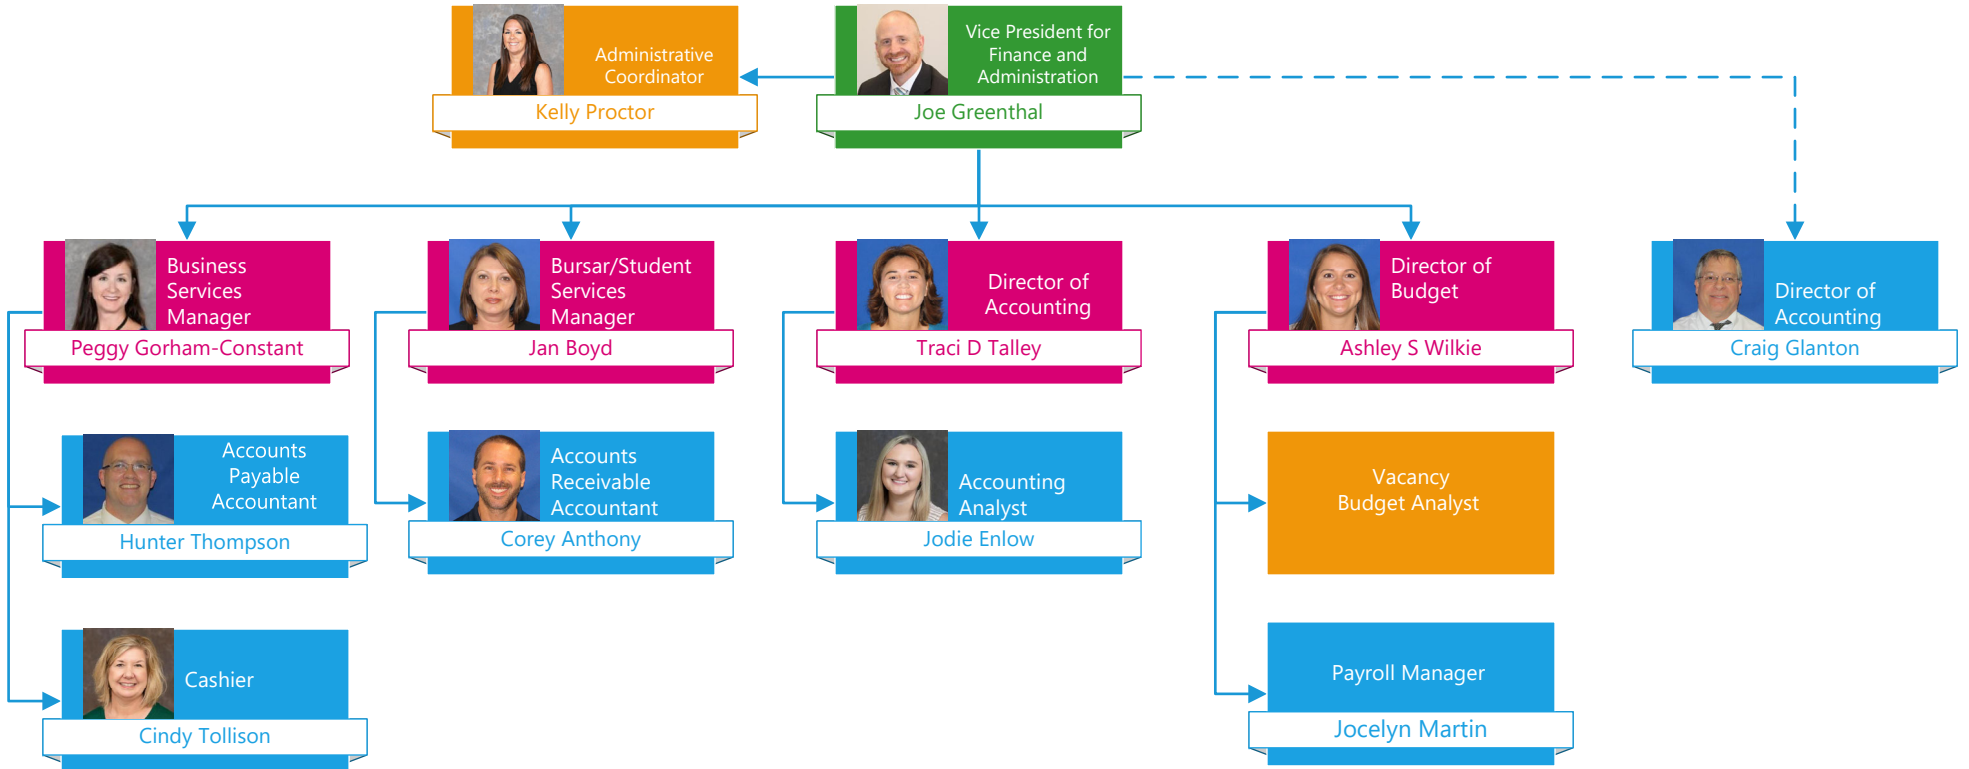 Administrative
Coordinator
Kelly Proctor
Vice President for
Finance and
Administration
Joe Greenthal
Business
Services
Manager
Peggy Gorham-Constant
Bursar/Student
Services
Manager
Jan Boyd
Director of
Accounting
Traci D Talley
Director of
Budget
Ashley S Wilkie
Director of
Accounting
Craig Glanton
Accounts
Payable
Accountant
Hunter Thompson
Accounts
Receivable
Accountant
Corey Anthony
Accounting
Analyst
Jodie Enlow
Vacancy
Budget Analyst
Cashier
Cindy Tollison
Payroll Manager
Jocelyn Martin